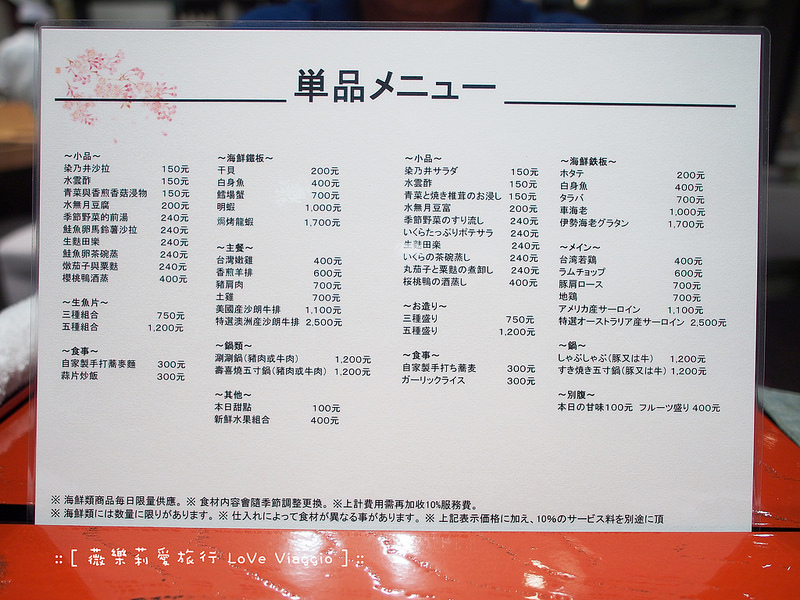 単品メニュー
～小品～
染乃井沙拉 150元
水雲酢 150元
青菜與香煎香菇浸物 150元
水無月豆腐 200元
季節野菜的前湯 240元
鮭魚卵馬鈴薯沙拉 240元
生麩田樂 240元
鮭魚卵茶碗蒸 240元
燉茄子與粟麩 240元
櫻桃鴨酒蒸 400元
～生魚片～
三種組合 750元
五種組合 1,200元
～食事～
自家製手打蕎麥麵 300元
蒜片炒飯 300元
～海鮮鐵板～
干貝 200元
白身魚 400元
鱈場蟹 700元
明蝦 1,000元
焗烤龍蝦 1,700元
～主餐～
台灣嫩雞 400元
香煎羊排 600元
豬肩肉 700元
土雞 700元
美國産沙朗牛排 1,100元
特選澳洲産沙朗牛排 2,500元
～鍋類～
涮涮鍋(豬肉或牛肉) 1,200元
壽喜燒五寸鍋(豬肉或牛肉) 1,200元
～其他～
本日甜點 100元
新鮮水果組合 400元
～小品～
染乃井サラダ 150元
水雲酢 150元
青菜と焼き椎茸のお浸し 150元
水無月豆富 200元
季節野菜のすり流し 240元
いくらたっぷりポテサラ 240元
生麩田楽 240元
いくらの茶碗蒸し 240元
丸茄子と粟麩の煮卸し 240元
桜桃鴨の酒蒸し 400元
～お造り～
三種盛り 750元
五種盛り 1,200元
～食事～
自家製手打ち蕎麦 300元
ガーリックライス 300元
～海鮮鉄板～
ホタテ 200元
白身魚 400元
タラバ 700元
車海老 1,000元
伊勢海老グラタン 1,700元
～メイン～
台湾若鶏 400元
ラムチョップ 600元
豚肩ロース 700元
地鶏 700元
アメリカ産サーロイン 1,100元
特選オーストラリア産サーロイン 2,500元
～鍋～
しゃぶしゃぶ(豚又は牛) 1,200元
すき焼き五寸鍋(豚又は牛) 1,200元
～別腹～
本日の甘味100元 フルーツ盛り 400元
※ 海鮮類商品毎日限量供應。※ 食材内容會隨季節調整更換。※上計費用需再加收10%服務費。
※ 海鮮類には数量に限りがあります。※ 仕入れによって食材が異なる事があります。※ 上記表示価格に加え、10%のサービス料を別途に頂
::[ 薇樂莉愛旅行 LoVe Viaggio ]::